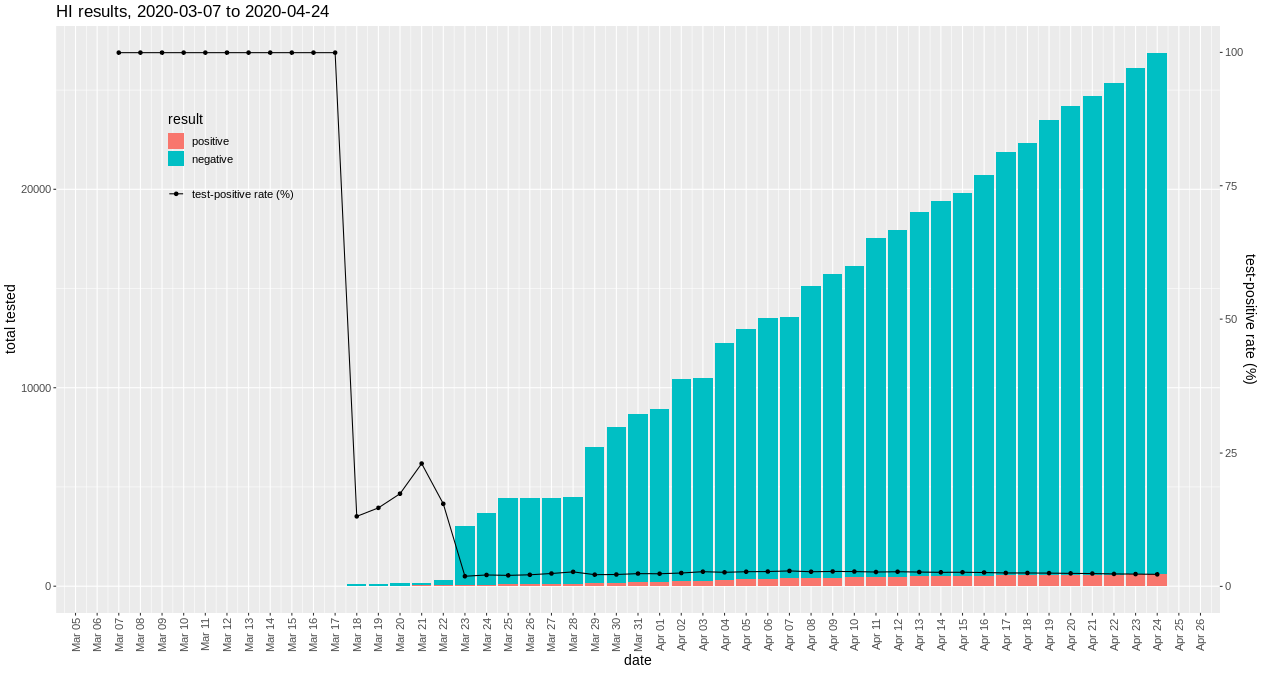 HI results, 2020-03-07 to 2020-04-24
result
positive
negative
test-positive rate (%)
total tested
20000
10000
0
100
75
50
25
0
test-positive rate (%)
Mar 05
Mar 06
Mar 07
Mar 08
Mar 09
Mar 10
Mar 11
Mar 12
Mar 13
Mar 14
Mar 15
Mar 16
Mar 17
Mar 18
Mar 19
Mar 20
Mar 21
Mar 22
Mar 23
Mar 24
Mar 25
Mar 26
Mar 27
Mar 28
Mar 29
Mar 30
Mar 31
Apr 01
Apr 02
Apr 03
Apr 04
Apr 05
Apr 06
Apr 07
Apr 08
Apr 09
Apr 10
Apr 11
Apr 12
Apr 13
Apr 14
Apr 15
Apr 16
Apr 17
Apr 18
Apr 19
Apr 20
Apr 21
Apr 22
Apr 23
Apr 24
Apr 25
Apr 26
date